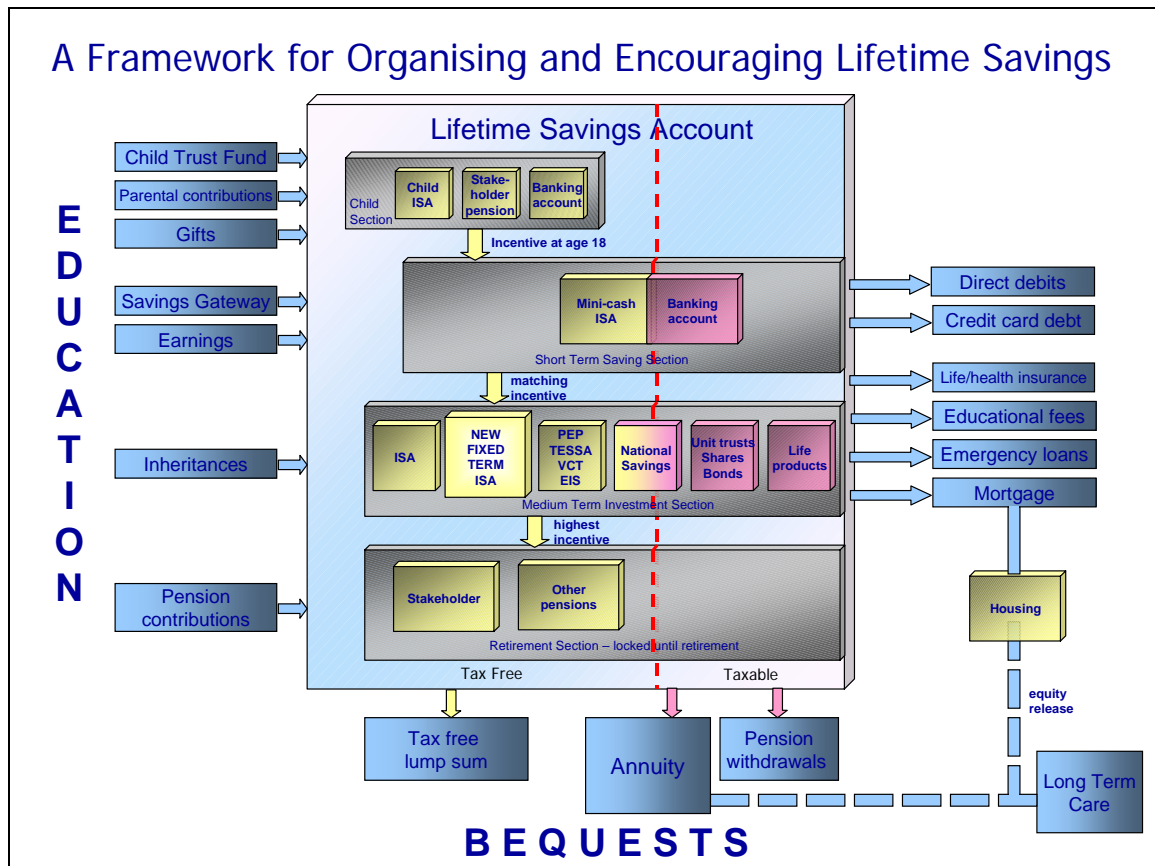 A Framework for Organising and Encouraging Lifetime Savings
Lifetime Savings Account
Child Trust Fund
Parental contributions
Gifts
Savings Gateway
Earnings
Inheritances
Pension
contributions
E
D
U
C
A
T
I
O
N
Child
Section
Child
ISA
Stake-
holder
pension
Banking
account
Incentive at age 18
Mini-cash
ISA
Banking
account
Short Term Saving Section
matching
incentive
ISA
NEW
FIXED
TERM
ISA
PEP
TESSA
VCT
EIS
National
Savings
Unit trusts
Shares
Bonds
Life
products
Medium Term Investment Section
highest
incentive
Stakeholder
Other
pensions
Retirement Section – locked until retirement
Tax Free
Taxable
Direct debits
Credit card debt
Life/health insurance
Educational fees
Emergency loans
Mortgage
Housing
equity
release
Tax free
lump sum
Annuity
Pension
withdrawals
Long Term
Care
B E Q U E S T S